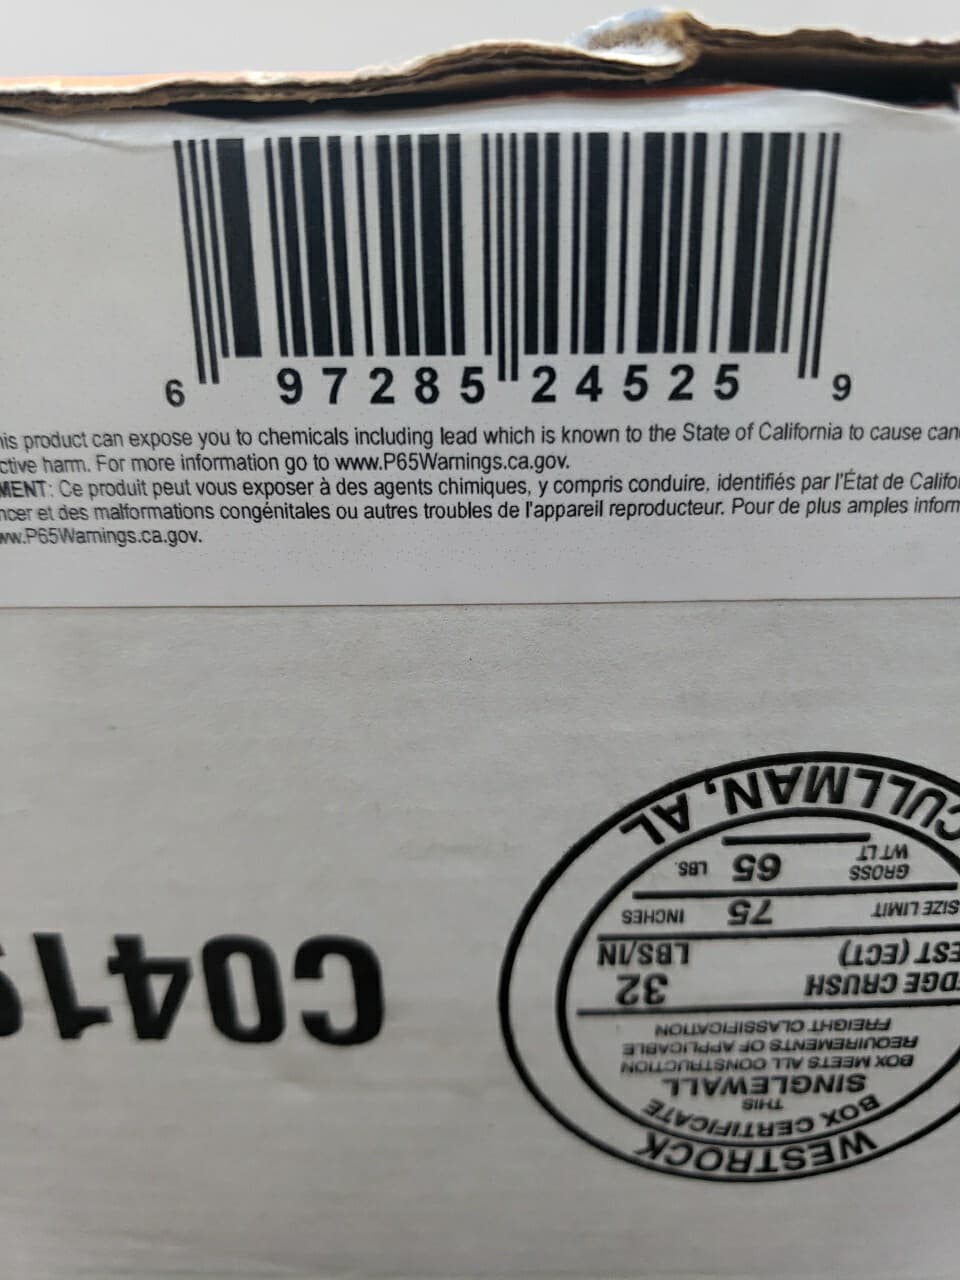 6 97285 24525 9
his product can expose you to chemicals including lead which is known to the State of California to cause can
ctive harm. For more information go to www.P65Warnings.ca.gov.
MENT: Ce produit peut vous exposer à des agents chimiques, y compris conduire, identifiés par l'État de Califo
ncer et des malformations congénitales ou autres troubles de l'appareil reproducteur. Pour de plus amples inform
ww.P65Warnings.ca.gov.
C041
WESTROCK
BOX CERTIFICATE
THIS
SINGLEWALL
BOX MEETS ALL CONSTRUCTION
REQUIREMENTS OF APPLICABLE
FREIGHT CLASSIFICATION
EDGE CRUSH 32
EST (ECT) LBS/IN
SIZE LIMIT 75 INCHES
GROSS
WT LT 65 LBS.
CULLMAN, AL